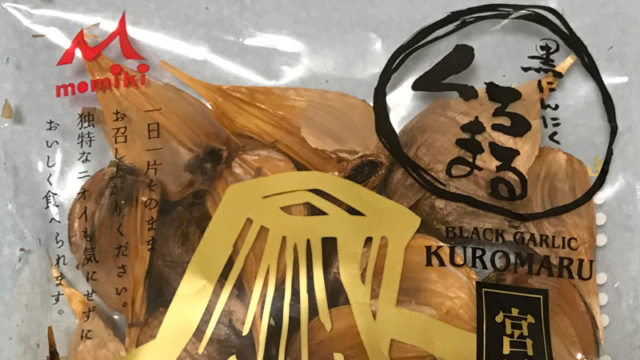 momiki
一日一片そのまま
お召し上がりください。
独特なニオイも気にせずに
おいしく食べられます。
黒にんにく
くろ
まる
BLACK GARLIC
KUROMARU
宮